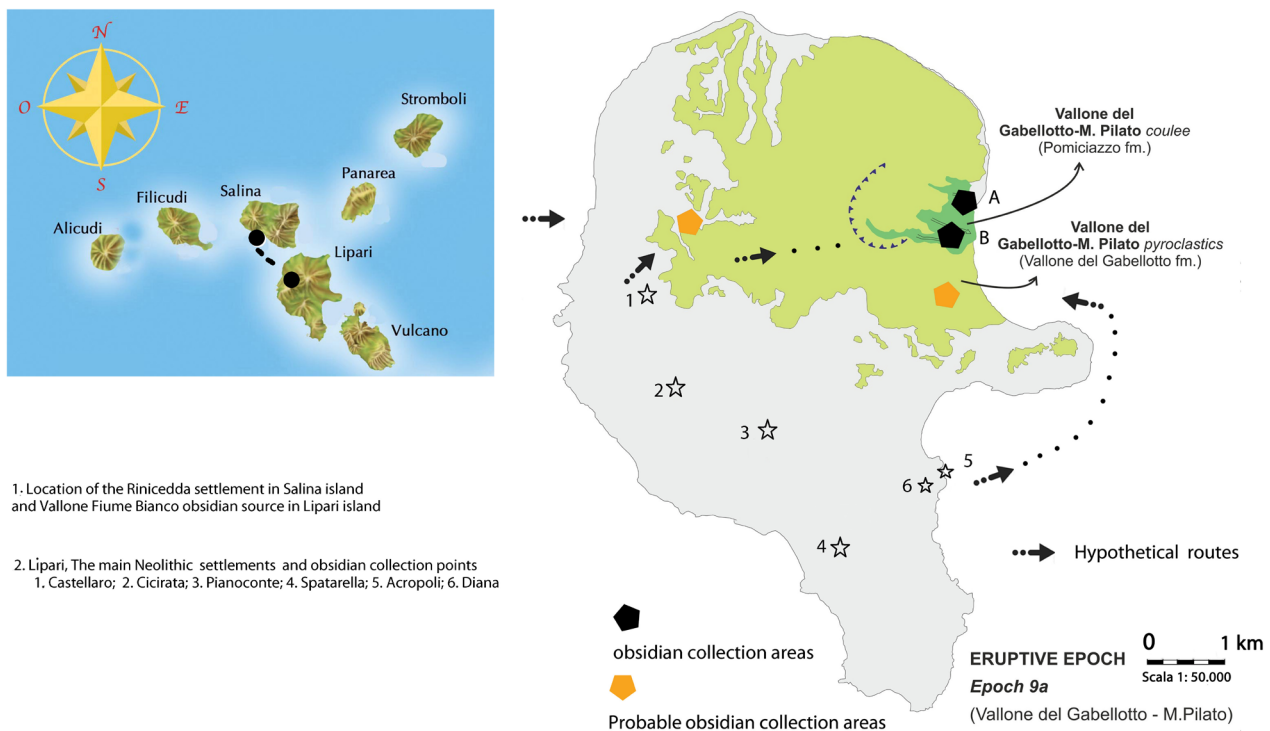 N
O
E
S
Stromboli
Panarea
Salina
Filicudi
Alicudi
Lipari
Vulcano
1. Location of the Rinicedda settlement in Salina island
and Vallone Fiume Bianco obsidian source in Lipari island
2. Lipari, The main Neolithic settlements and obsidian collection points
1. Castellaro; 2. Cicirata; 3. Pianoconte; 4. Spatarella; 5. Acropoli; 6. Diana
Vallone del
Gabellotto-M. Pilato coulee
(Pomiciazzo fm.)
A
B
Vallone del
Gabellotto-M. Pilato pyroclastics
(Vallone del Gabellotto fm.)
1
2
3
4
5
6
Hypothetical routes
obsidian collection areas
Probable obsidian collection areas
ERUPTIVE EPOCH
Epoch 9a
(Vallone del Gabellotto - M.Pilato)
0 1 km
Scala 1: 50.000